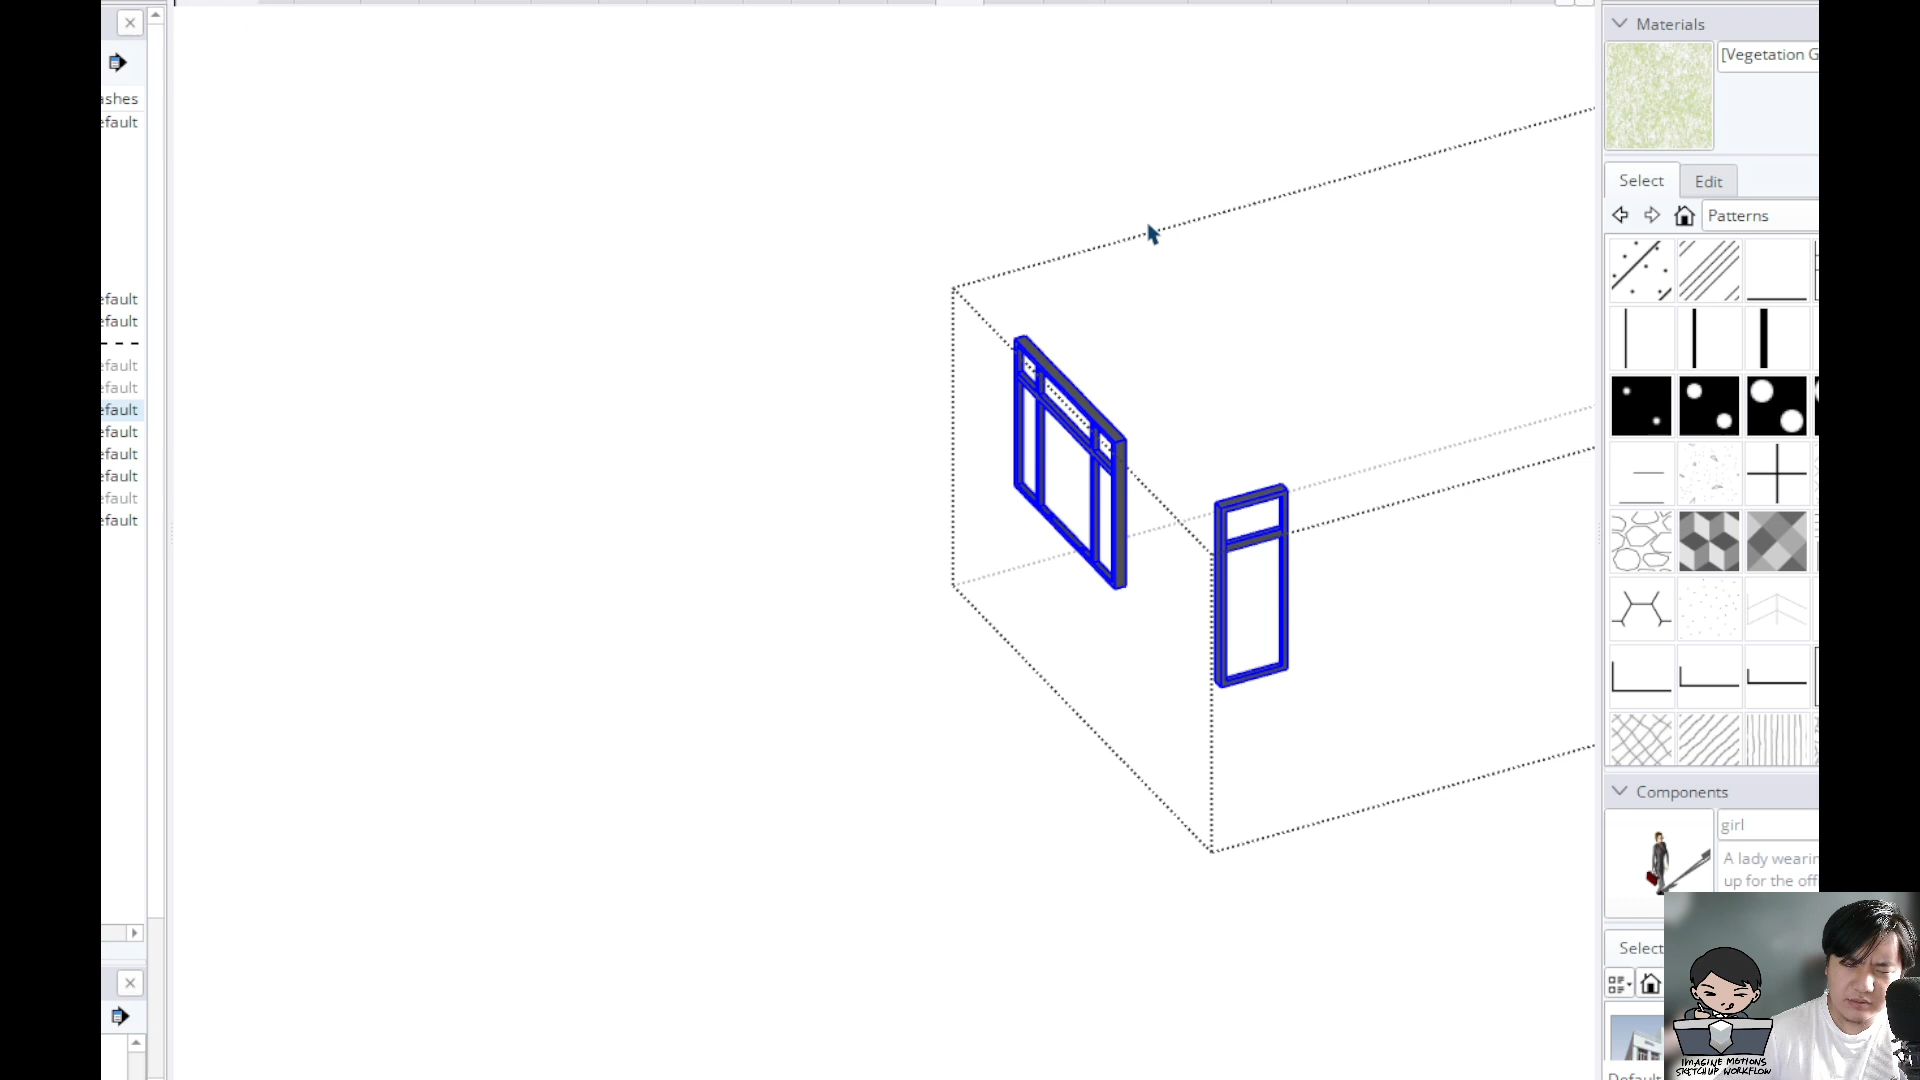 ashes
efault
efault
efault
efault
efault
efault
efault
efault
efault
efault
efault
Materials
[Vegetation G
Select
Edit
Patterns
Components
girl
A lady wearin
up for the off
Select
Default
IMAGINE MOTIONS
SKETCHUP WORKFLOW